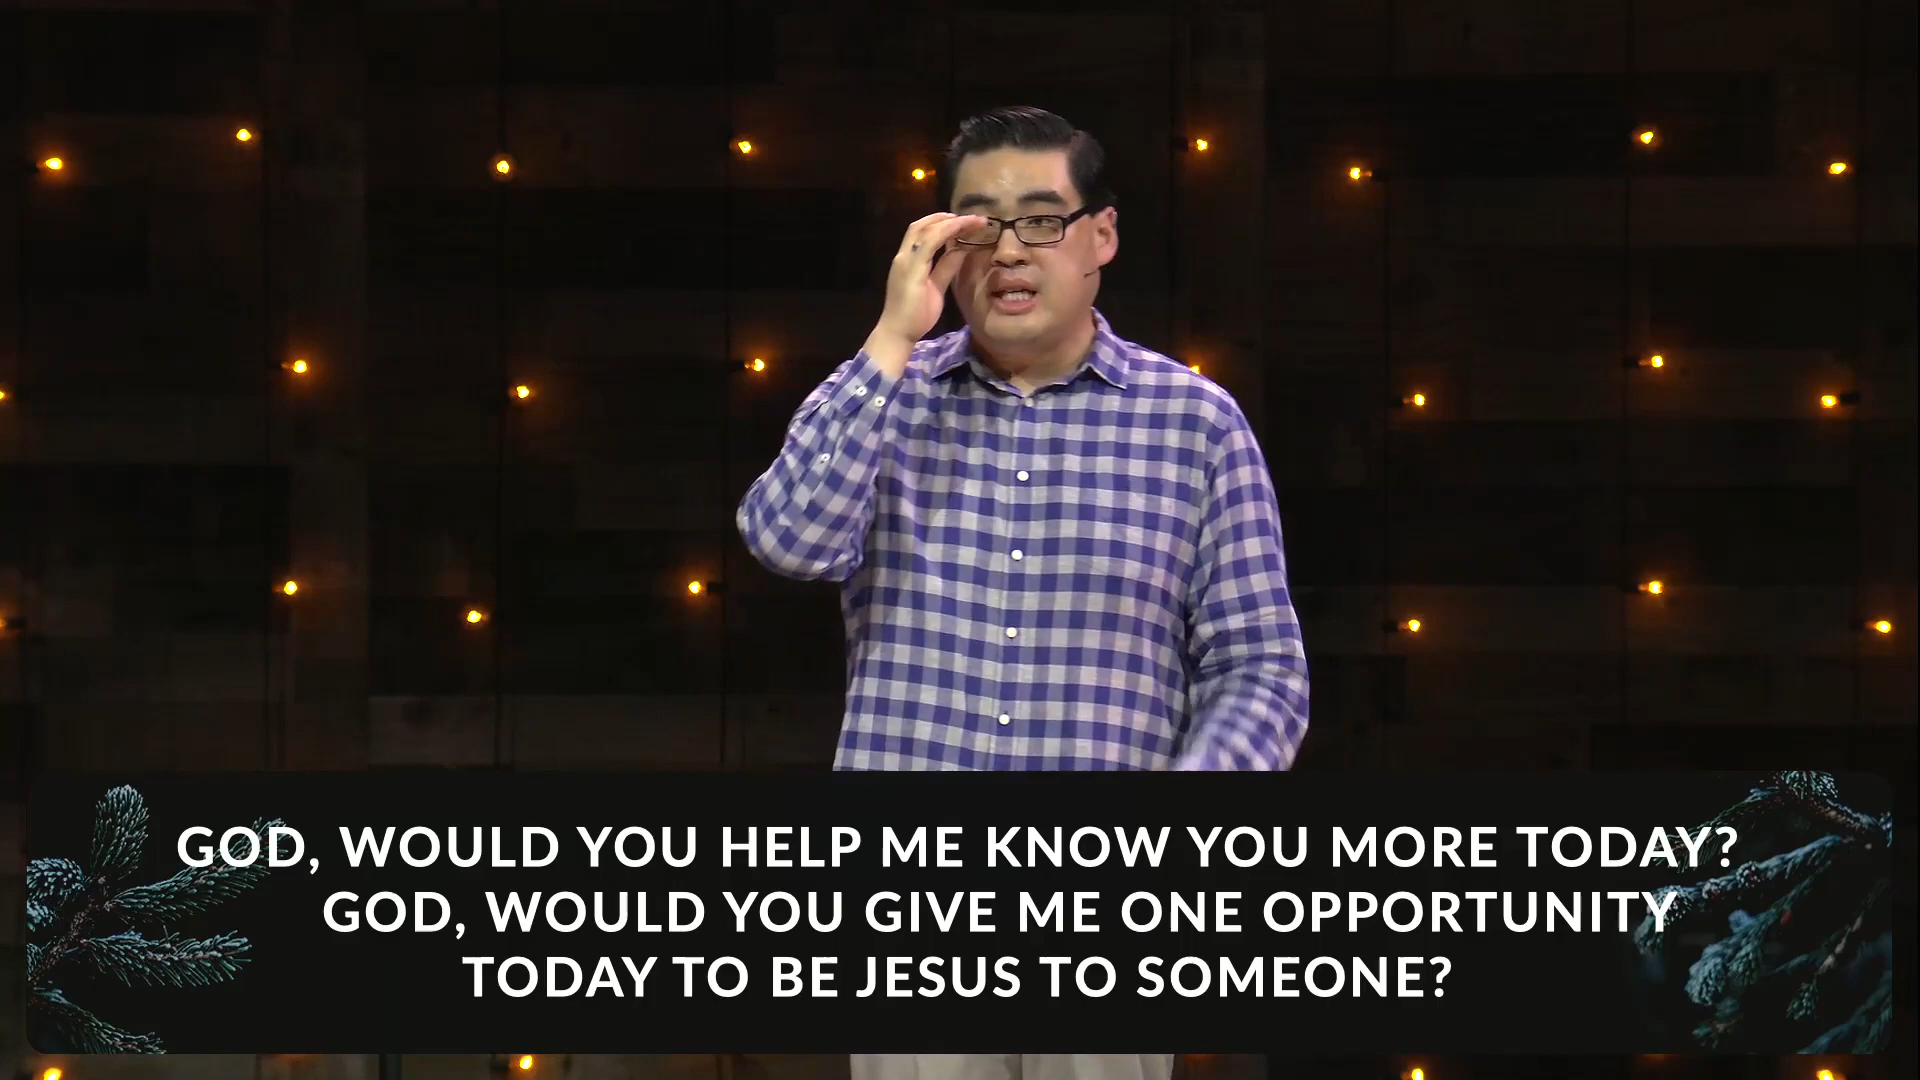 GOD, WOULD YOU HELP ME KNOW YOU MORE TODAY?
GOD, WOULD YOU GIVE ME ONE OPPORTUNITY
TODAY TO BE JESUS TO SOMEONE?